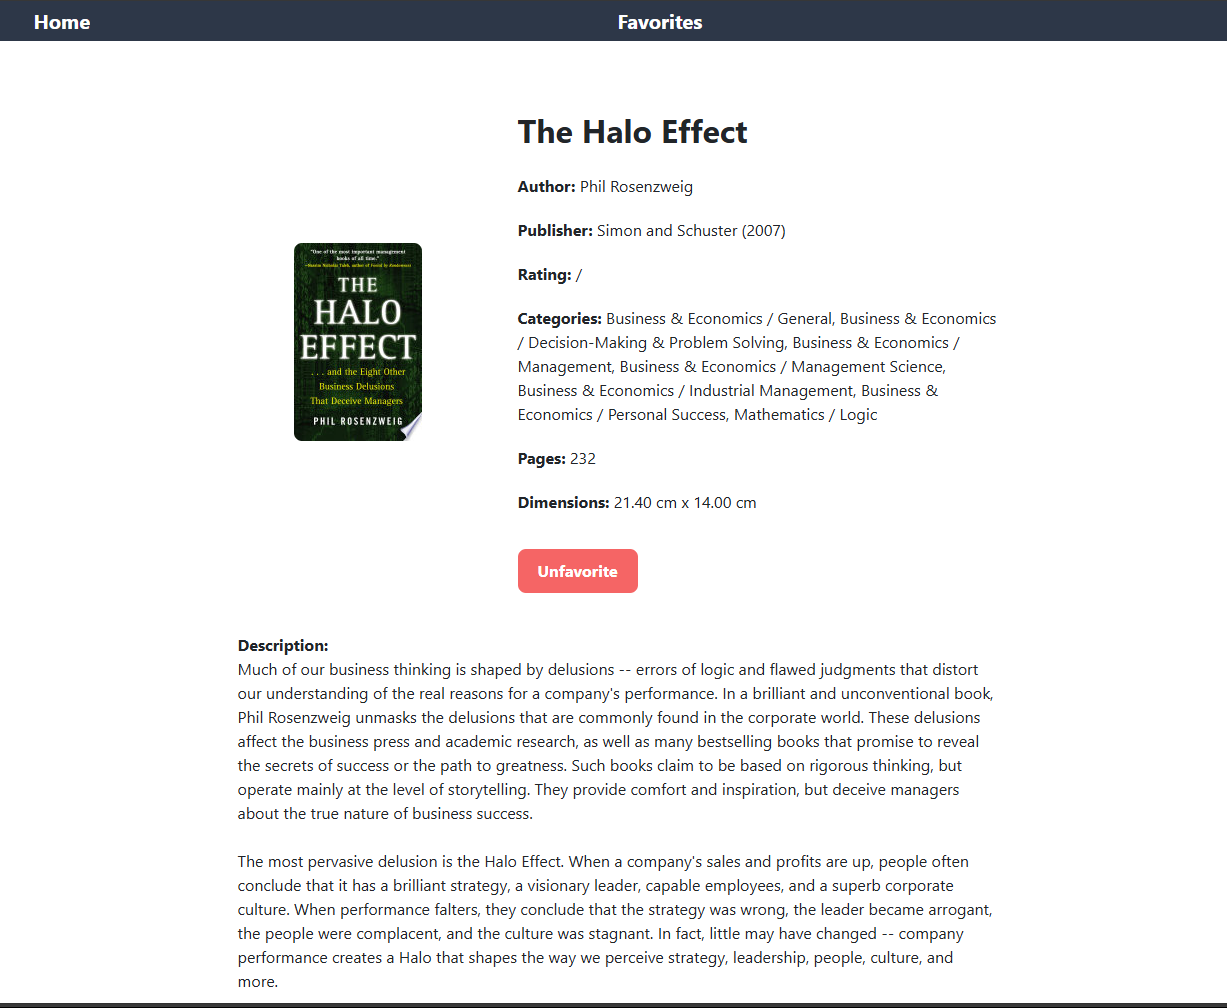 Home
Favorites
The Halo Effect
Author: Phil Rosenzweig
Publisher: Simon and Schuster (2007)
Rating: /
Categories: Business & Economics / General, Business & Economics
/ Decision-Making & Problem Solving, Business & Economics /
Management, Business & Economics / Management Science,
Business & Economics / Industrial Management, Business &
Economics / Personal Success, Mathematics / Logic
Pages: 232
Dimensions: 21.40 cm x 14.00 cm
Unfavorite
"One of the most important management
books of all time."
THE
HALO
EFFECT
. . . and the Eight Other
Business Delusions
That Deceive Managers
PHIL ROSENZWEIG
Description:
Much of our business thinking is shaped by delusions -- errors of logic and flawed judgments that distort
our understanding of the real reasons for a company's performance. In a brilliant and unconventional book,
Phil Rosenzweig unmasks the delusions that are commonly found in the corporate world. These delusions
affect the business press and academic research, as well as many bestselling books that promise to reveal
the secrets of success or the path to greatness. Such books claim to be based on rigorous thinking, but
operate mainly at the level of storytelling. They provide comfort and inspiration, but deceive managers
about the true nature of business success.
The most pervasive delusion is the Halo Effect. When a company's sales and profits are up, people often
conclude that it has a brilliant strategy, a visionary leader, capable employees, and a superb corporate
culture. When performance falters, they conclude that the strategy was wrong, the leader became arrogant,
the people were complacent, and the culture was stagnant. In fact, little may have changed -- company
performance creates a Halo that shapes the way we perceive strategy, leadership, people, culture, and
more.